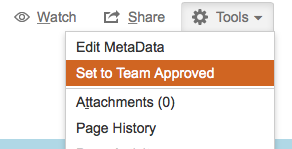 Watch Share Tools
Edit MetaData
Set to Team Approved
Attachments (0)
Page History